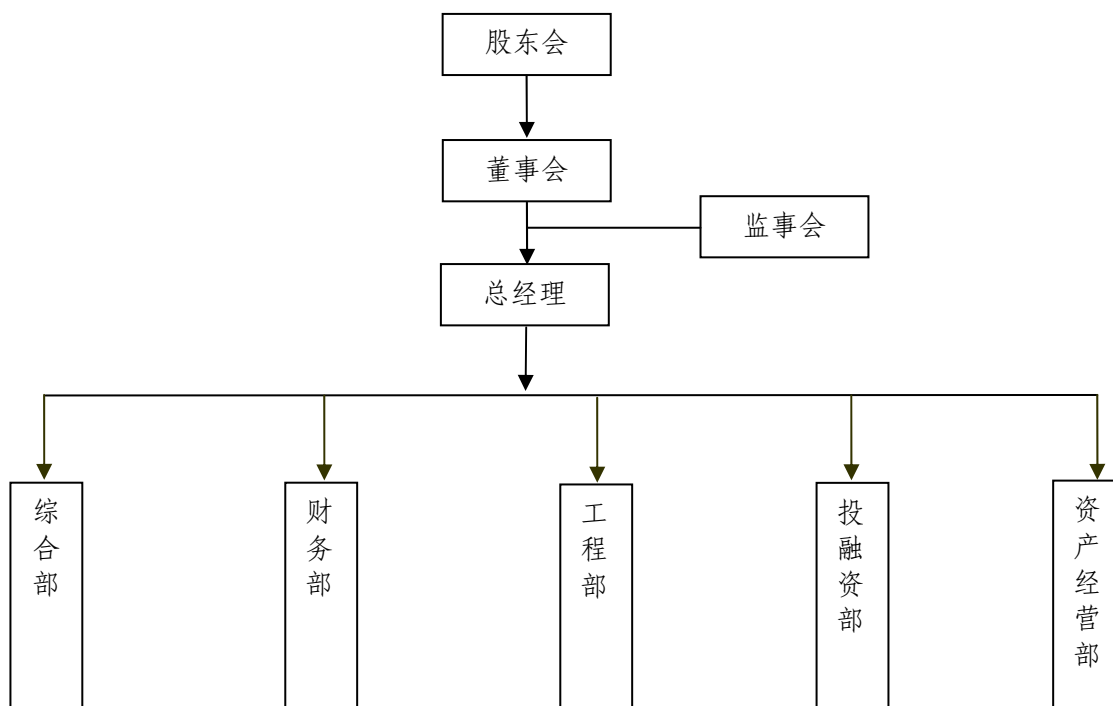 股东会
董事会
监事会
总经理
综合部
财务部
工程部
投融资部
资产经营部